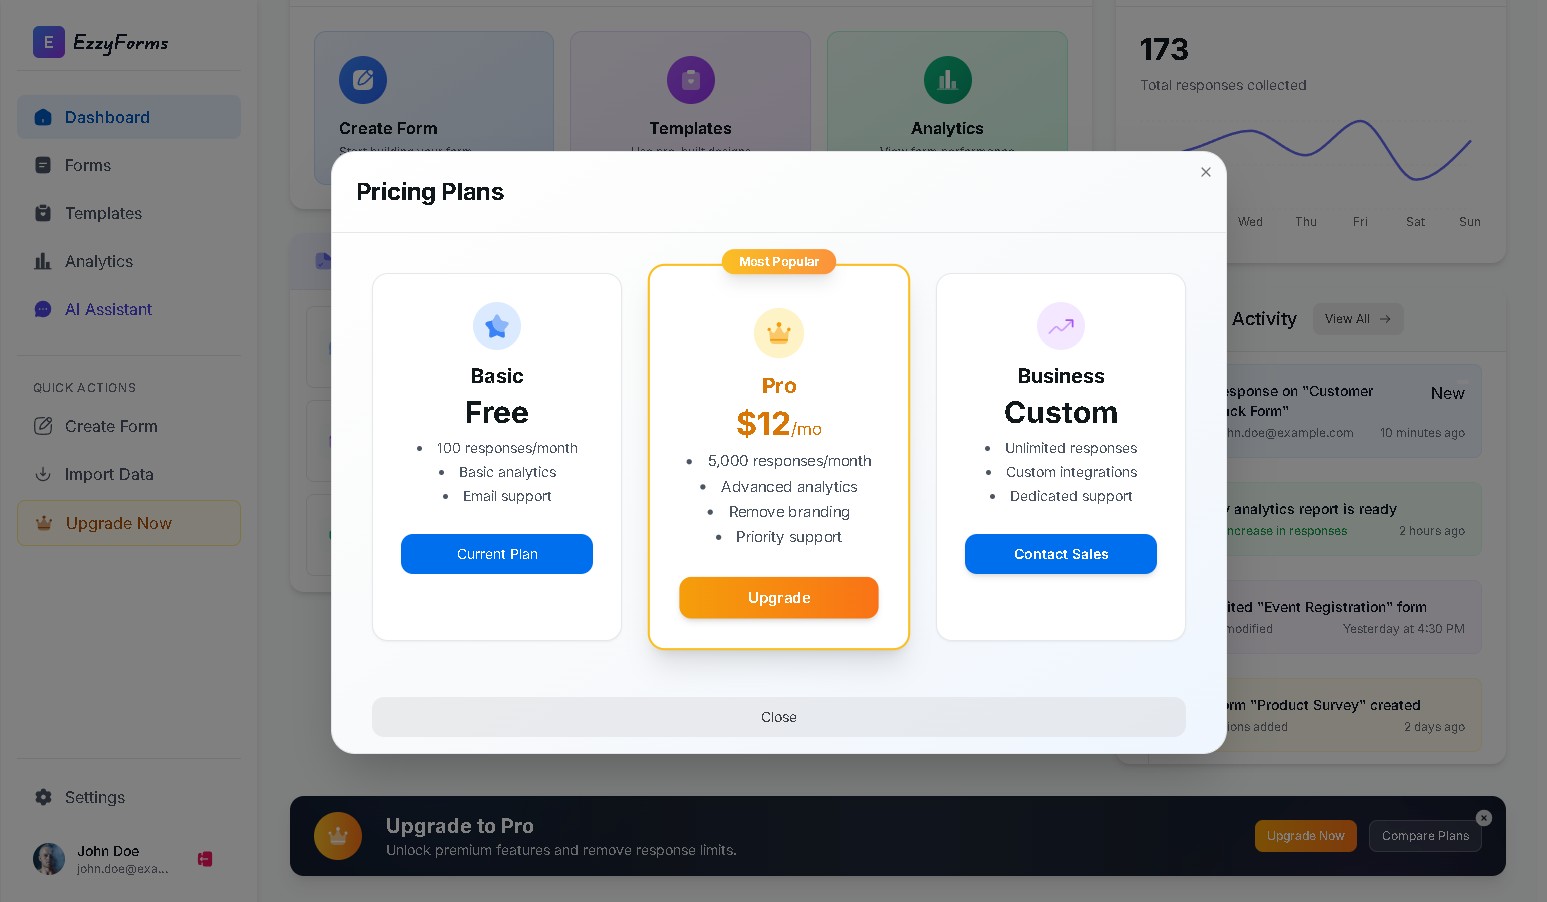 E
EzzyForms
Dashboard
Forms
Templates
Analytics
AI Assistant
QUICK ACTIONS
Create Form
Import Data
Upgrade Now
Settings
John Doe
john.doe@exa...
Create Form
Templates
Analytics
173
Total responses collected
Wed Thu Fri Sat Sun
Pricing Plans
Basic
Free
• 100 responses/month
• Basic analytics
• Email support
Current Plan
Most Popular
Pro
$12/mo
• 5,000 responses/month
• Advanced analytics
• Remove branding
• Priority support
Upgrade
Business
Custom
• Unlimited responses
• Custom integrations
• Dedicated support
Contact Sales
Close
Activity
View All
esponse on "Customer
New
ck Form"
hn.doe@example.com
10 minutes ago
analytics report is ready
ncrease in responses
2 hours ago
ited "Event Registration" form
modified
Yesterday at 4:30 PM
rm "Product Survey" created
ions added
2 days ago
Upgrade to Pro
Unlock premium features and remove response limits.
Upgrade Now
Compare Plans